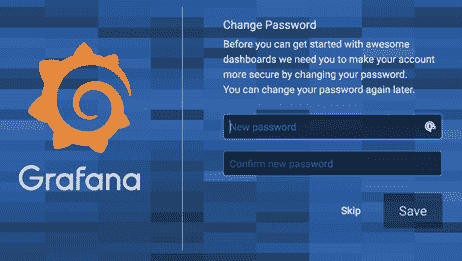 Change Password
Before you can get started with awesome
dashboards we need you to make your account
more secure by changing your password.
You can change your password again later.
New password
Grafana
Confirm new password
Skip
Save